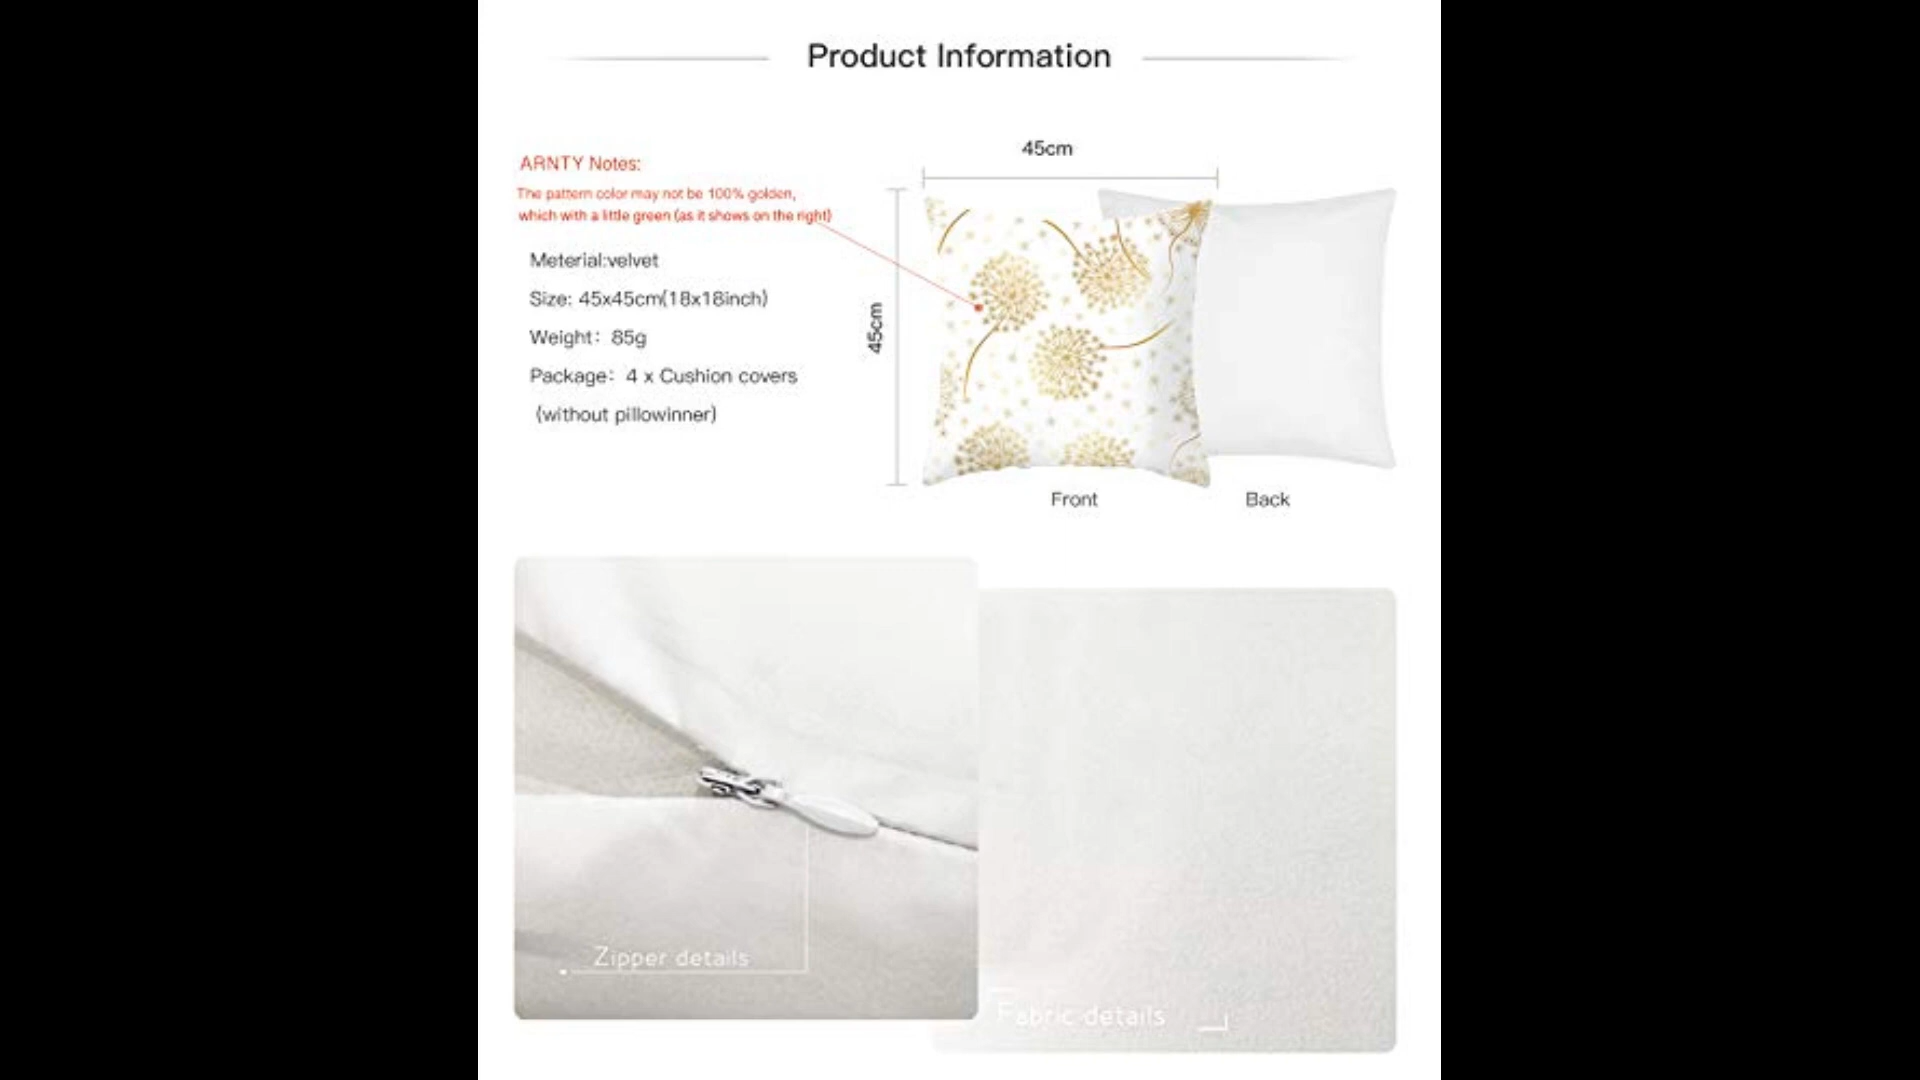 Product Information
45cm
ARNTY Notes:
The pattern color may not be 100% golden,
which with a little green (as it shows on the right)
Meterial:velvet
Size: 45x45cm(18x18inch)
Weight: 85g
Package: 4 x Cushion covers
(without pillowinner)
45cm
Front
Back
Zipper details
Fabric details